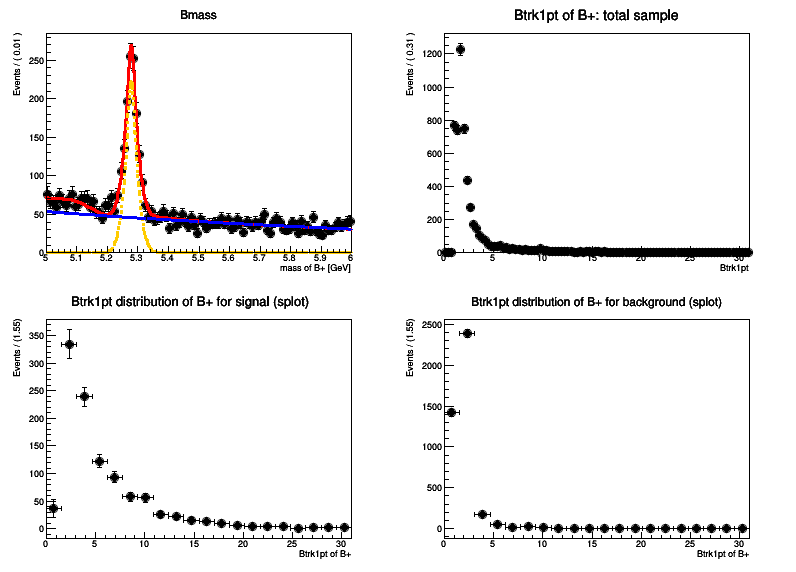 Bmass
Events / ( 0.01)
250
200
150
100
50
0
5 5.1 5.2 5.3 5.4 5.5 5.6 5.7 5.8 5.9 6
mass of B+ [GeV]
Btrk1pt of B+: total sample
Events / ( 0.31 )
1200
1000
800
600
400
200
0
0 5 10 15 20 25 30
Btrk1pt
Btrk1pt distribution of B+ for signal (splot)
Events / (1.55)
350
300
250
200
150
100
50
0
0 5 10 15 20 25 30
Btrk1pt of B+
Btrk1pt distribution of B+ for background (splot)
Events / (1.55)
2500
2000
1500
1000
500
0
0 5 10 15 20 25 30
Btrk1pt of B+